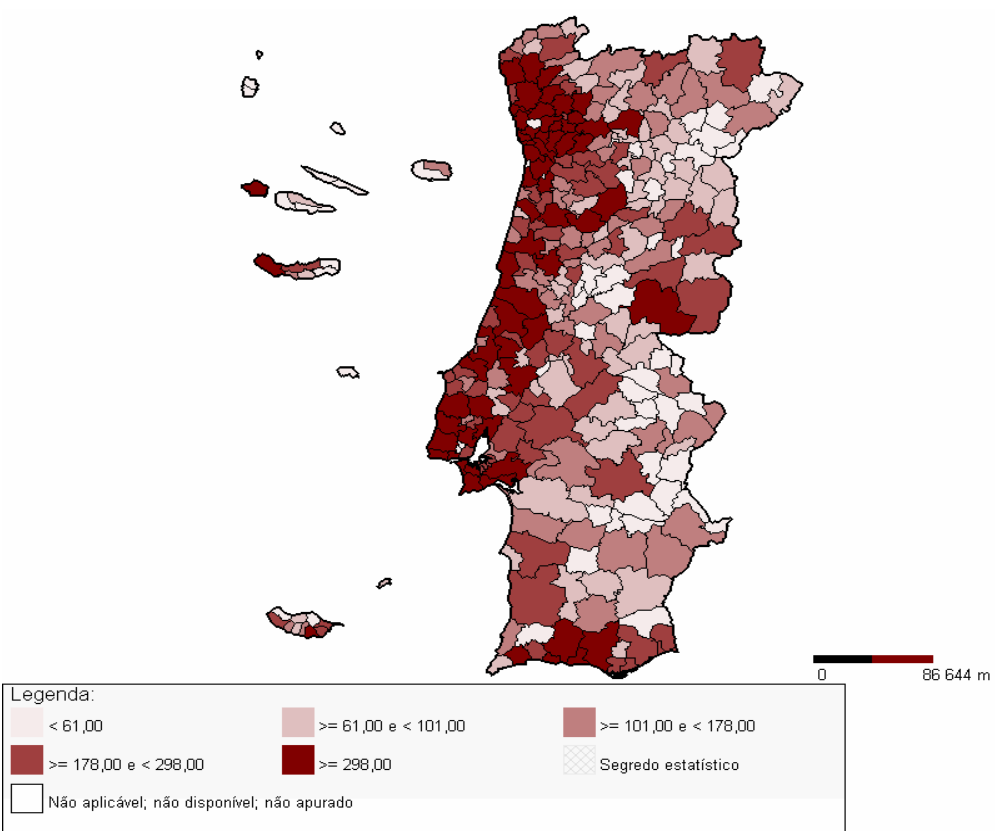 0 86 644 m
Legenda:
< 61,00 >= 61,00 e < 101,00 >= 101,00 e < 178,00
>= 178,00 e < 298,00 >= 298,00 Segredo estatístico
Não aplicável; não disponível; não apurado